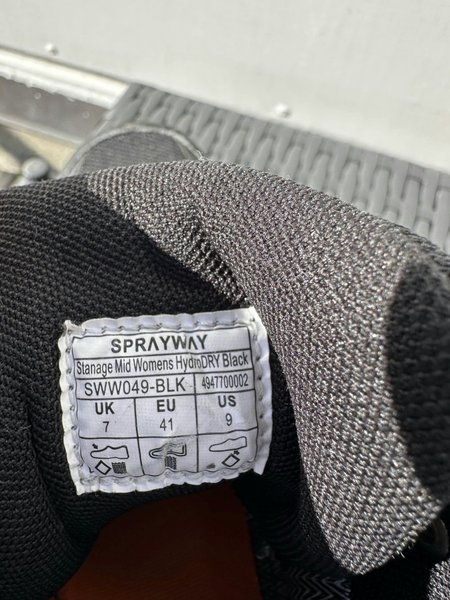 SPRAYWAY
Stanage Mid Womens HydroDRY Black
SWW049-BLK 4947700002
UK EU US
7 41 9